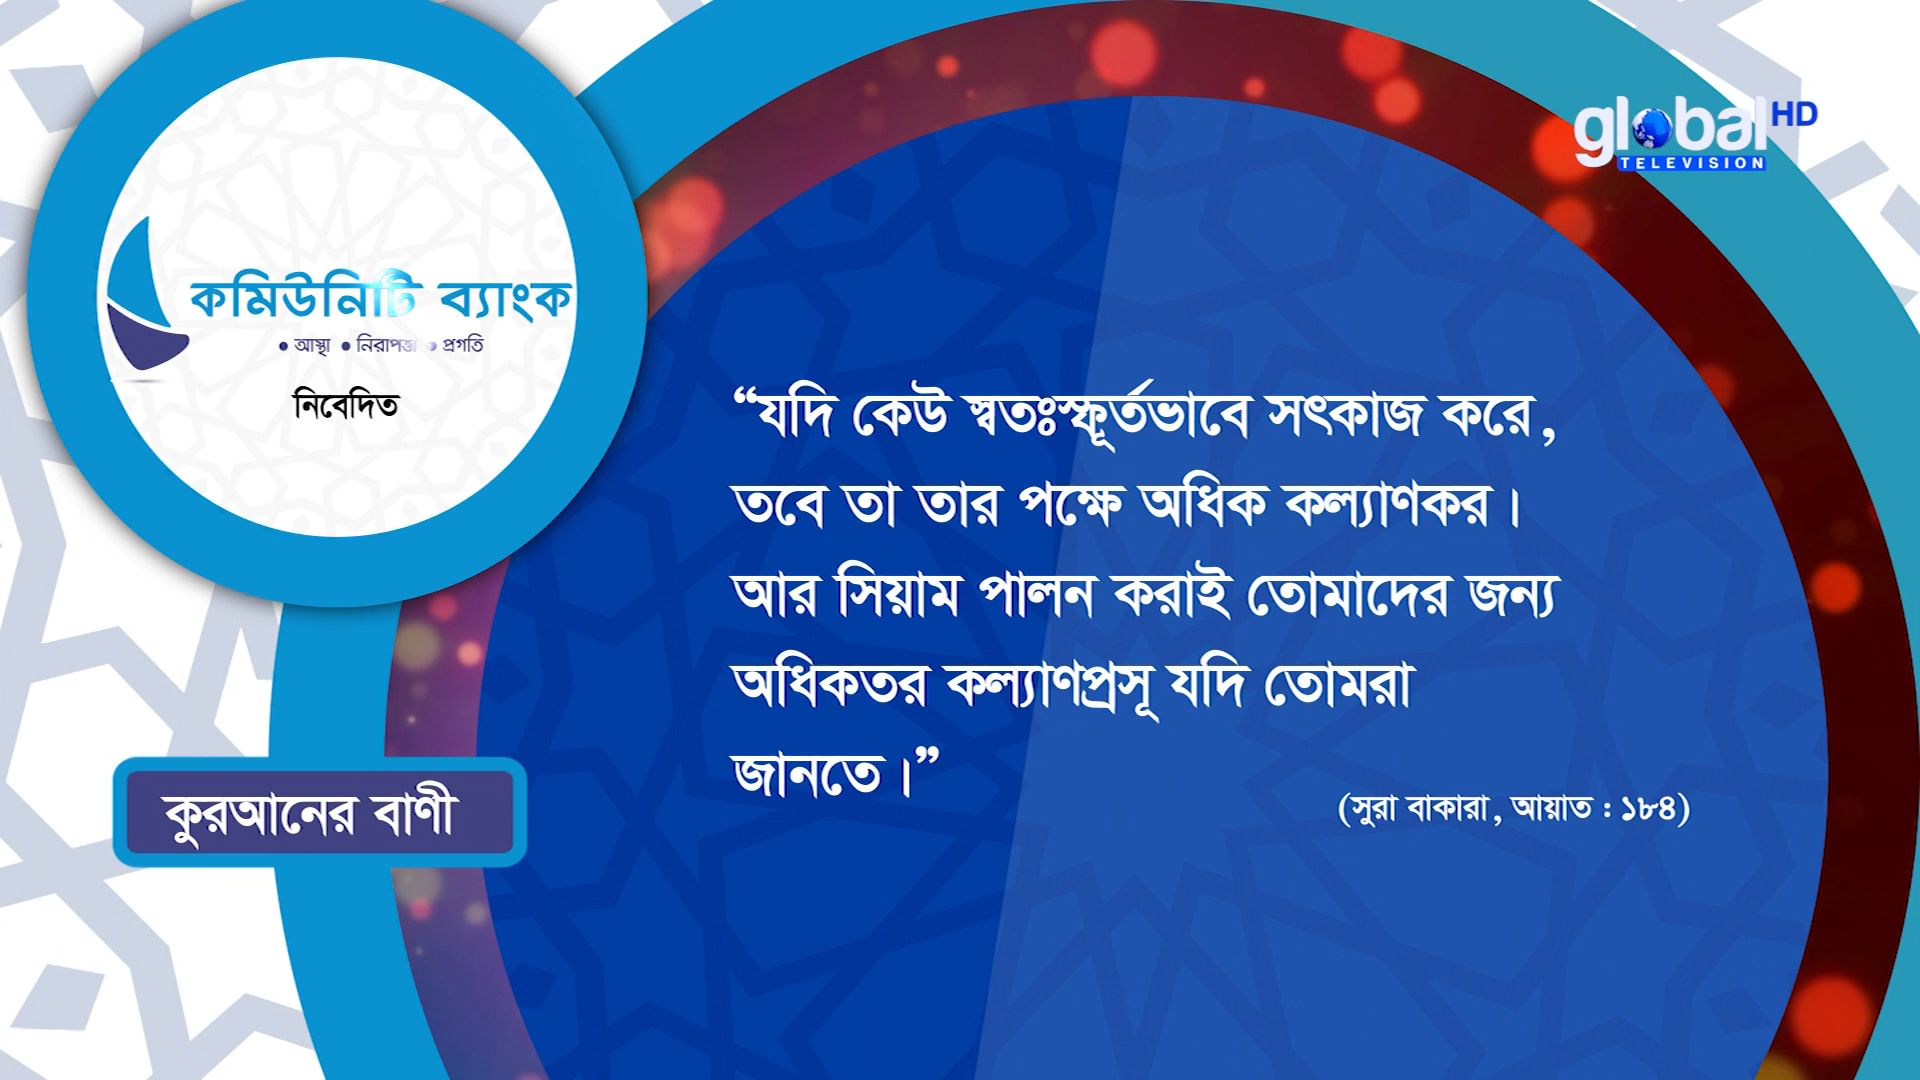 কমিউনিটি ব্যাংক
• আস্থা • নিরাপত্তা • প্রগতি
নিবেদিত
global HD
TELEVISION
“যদি কেউ স্বতঃস্ফূর্তভাবে সৎকাজ করে,
তবে তা তার পক্ষে অধিক কল্যাণকর।
আর সিয়াম পালন করাই তোমাদের জন্য
অধিকতর কল্যাণপ্রসূ যদি তোমরা
জানতে।”
(সুরা বাকারা, আয়াত : ১৮৪)
কুরআনের বাণী